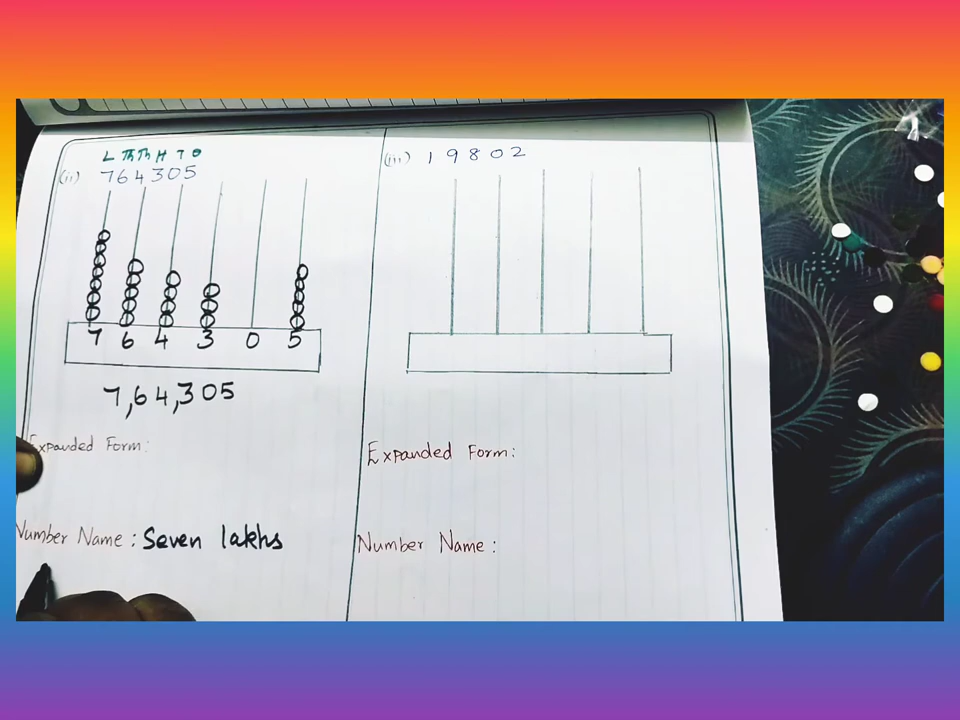 L Th Th H T O
(ii) 764305
7 6 4 3 0 5
7,64,305
Expanded Form:
Number Name: Seven lakhs
(iii) 19802
Expanded Form:
Number Name: